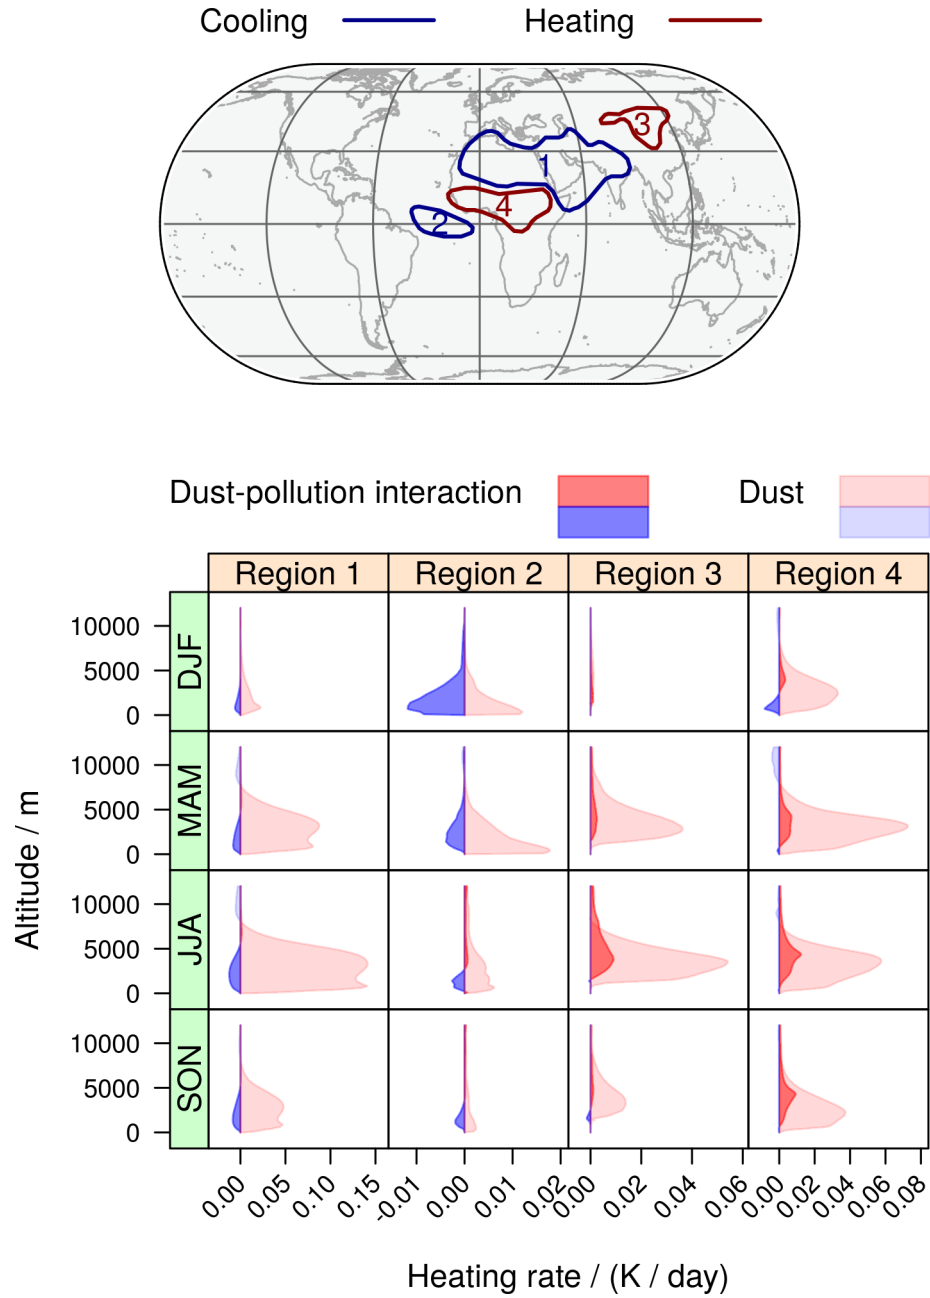 Cooling Heating
3
1
4
2
Dust-pollution interaction Dust
Region 1 Region 2 Region 3 Region 4
DJF
10000
5000
0
MAM
10000
5000
0
JJA
10000
5000
0
SON
10000
5000
0
Altitude / m
0.00 0.05 0.10 0.15 -0.01 0.00 0.01 0.02 0.00 0.02 0.04 0.06 0.00 0.02 0.04 0.06 0.08
Heating rate / (K / day)